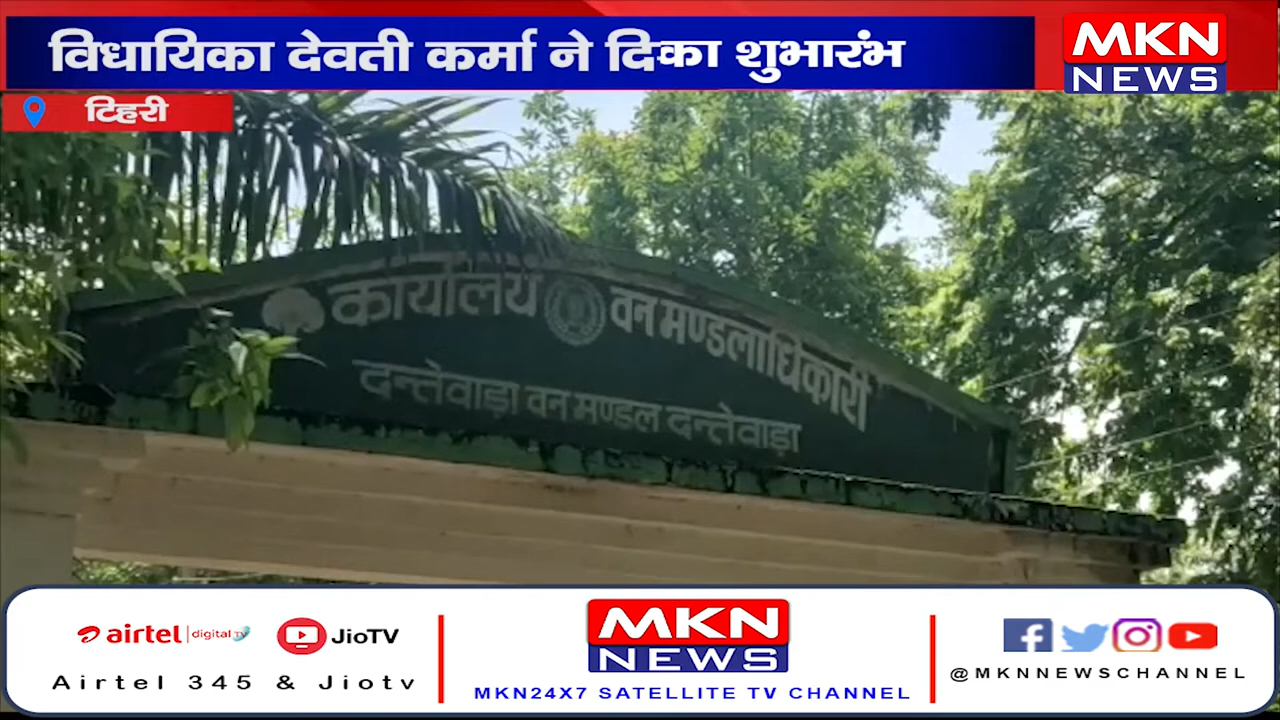 विधायिका देवती कर्मा ने दि का शुभारंभ
MKN
NEWS
टिहरी
कार्यालय वन मण्डलाधिकारी
दन्तेवाड़ा वन मण्डल दन्तेवाड़ा
airtel digital TV
JioTV
Airtel 345 & Jiotv
MKN
NEWS
MKN24X7 SATELLITE TV CHANNEL
@MKNNEWSCHANNEL